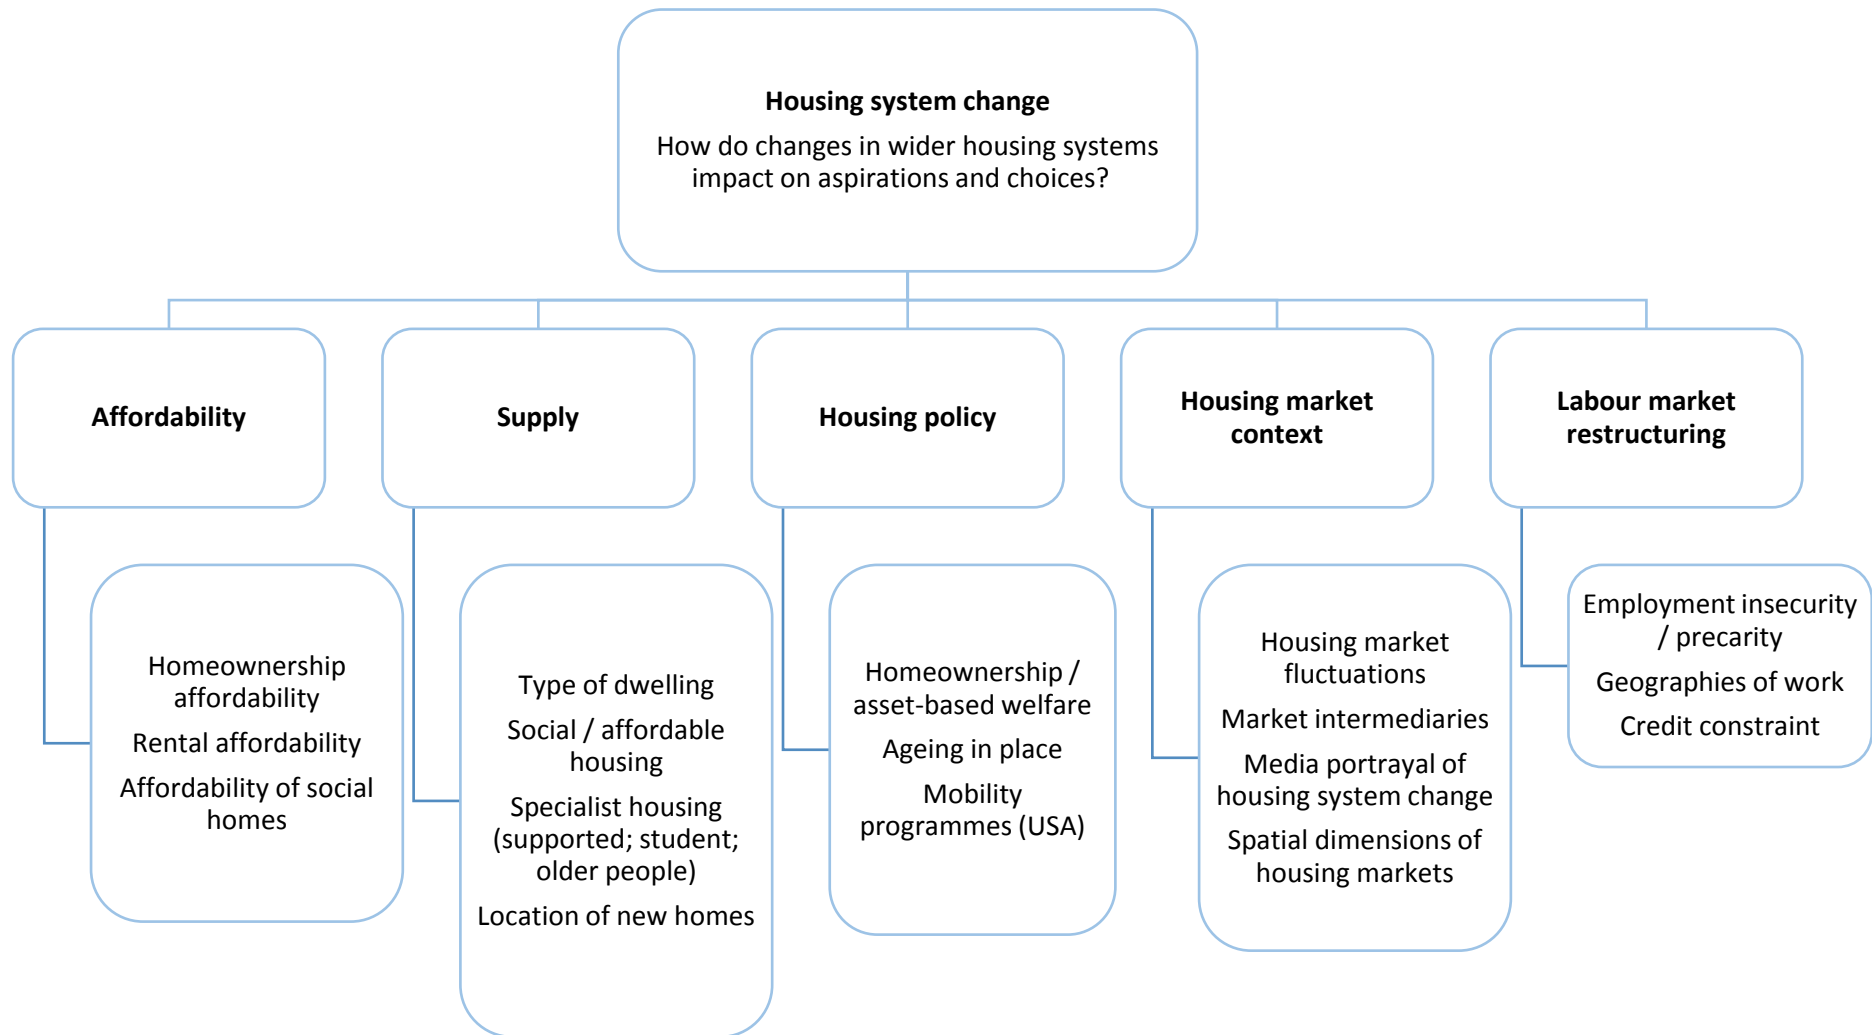 Housing system change
How do changes in wider housing systems
impact on aspirations and choices?
Affordability
Supply
Housing policy
Housing market
context
Labour market
restructuring
Homeownership
affordability
Rental affordability
Affordability of social
homes
Type of dwelling
Social / affordable
housing
Specialist housing
(supported; student;
older people)
Location of new homes
Homeownership /
asset-based welfare
Ageing in place
Mobility
programmes (USA)
Housing market
fluctuations
Market intermediaries
Media portrayal of
housing system change
Spatial dimensions of
housing markets
Employment insecurity
/ precarity
Geographies of work
Credit constraint